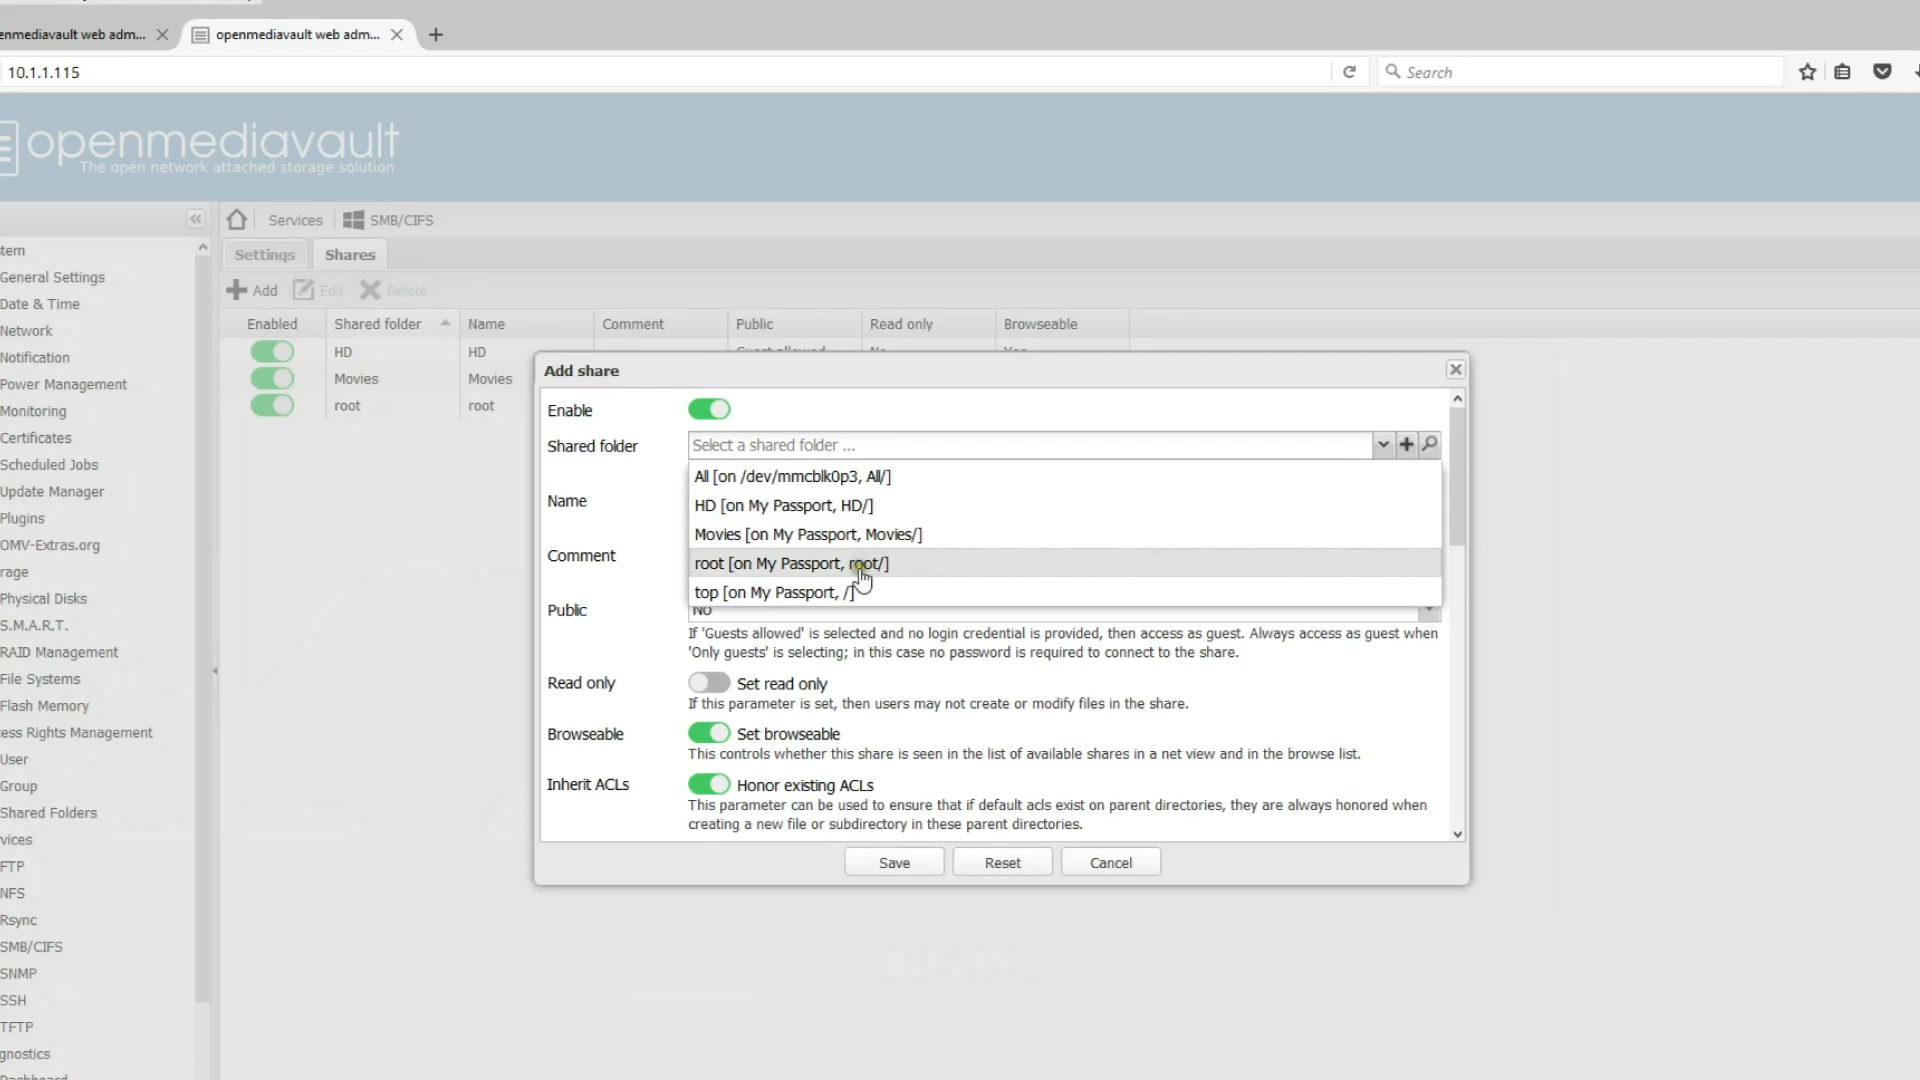 enmediavault web adm...
openmediavault web adm...
10.1.1.115
Search
openmediavault
The open network attached storage solution
Services
SMB/CIFS
Settings
Shares
Add
Edit
Delete
Enabled
Shared folder
Name
Comment
Public
Read only
Browseable
HD
HD
Guest allowed
No
Yes
Movies
Movies
root
root
tem
General Settings
Date & Time
Network
Notification
Power Management
Monitoring
Certificates
Scheduled Jobs
Update Manager
Plugins
OMV-Extras.org
rage
Physical Disks
S.M.A.R.T.
RAID Management
File Systems
Flash Memory
ess Rights Management
User
Group
Shared Folders
vices
FTP
NFS
Rsync
SMB/CIFS
SNMP
SSH
TFTP
gnostics
Dashboard
Add share
Enable
Shared folder
Select a shared folder ...
All [on /dev/mmcblk0p3, All/]
HD [on My Passport, HD/]
Movies [on My Passport, Movies/]
root [on My Passport, root/]
top [on My Passport, /]
Name
Comment
Public
No
If 'Guests allowed' is selected and no login credential is provided, then access as guest. Always access as guest when
'Only guests' is selecting; in this case no password is required to connect to the share.
Read only
Set read only
If this parameter is set, then users may not create or modify files in the share.
Browseable
Set browseable
This controls whether this share is seen in the list of available shares in a net view and in the browse list.
Inherit ACLs
Honor existing ACLs
This parameter can be used to ensure that if default acls exist on parent directories, they are always honored when
creating a new file or subdirectory in these parent directories.
Save
Reset
Cancel
MEHS